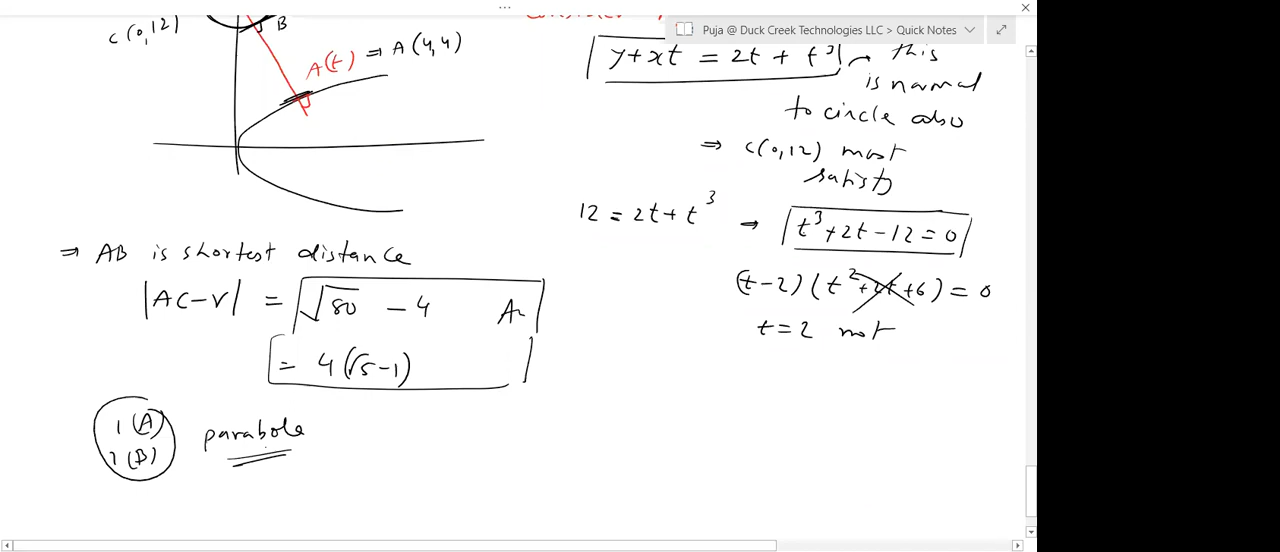 Puja @ Duck Creek Technologies LLC > Quick Notes
C(0,12)
B
A(t) ⇒ A(4,4)
y+xt = 2t + t³
this
is normal
to circle also
⇒ C(0,12) must
satisfy
12 = 2t + t³ ⇒ t³+2t-12=0
(t-2)(t²+2t+6)=0
t=2 not
⇒ AB is shortest distance
|AC-r| = √80 - 4
= 4(√5-1)
1(A)
1(B)
parabola